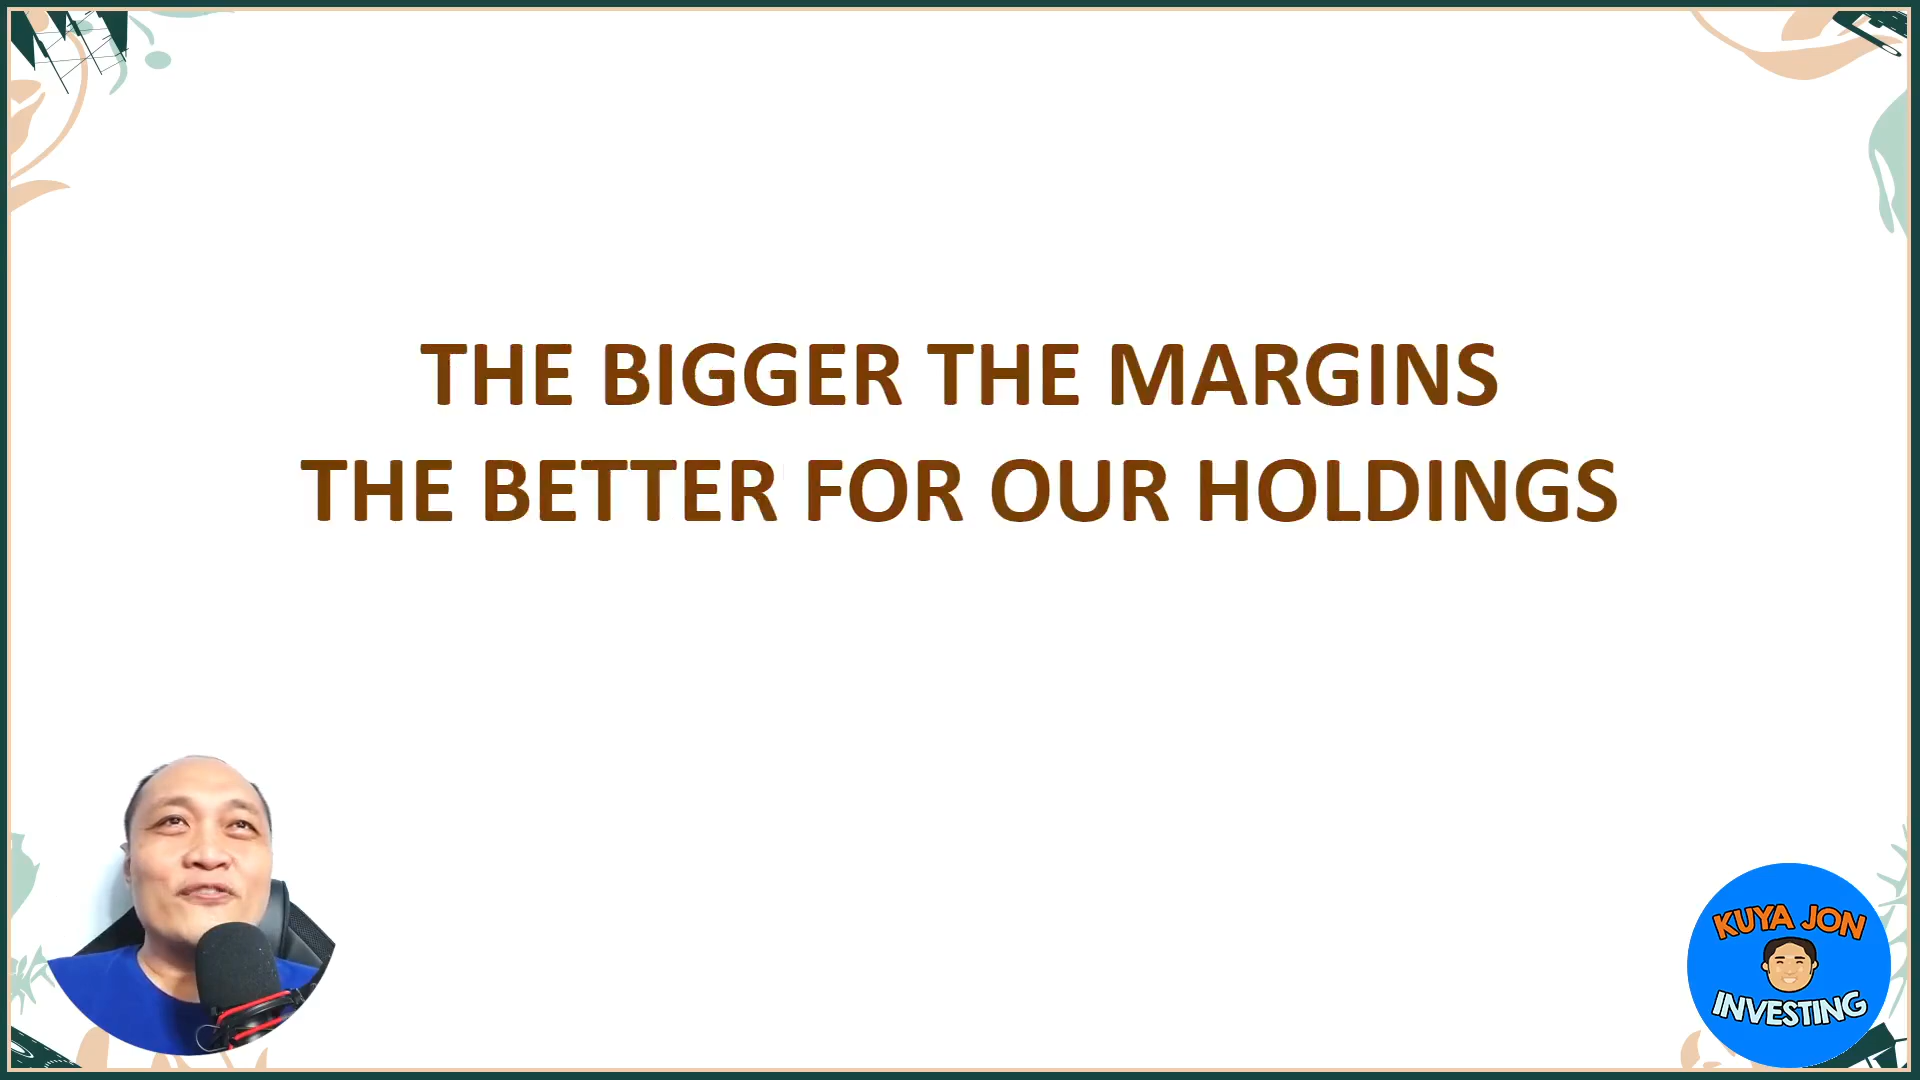 THE BIGGER THE MARGINS
THE BETTER FOR OUR HOLDINGS
KUYA JON
INVESTING